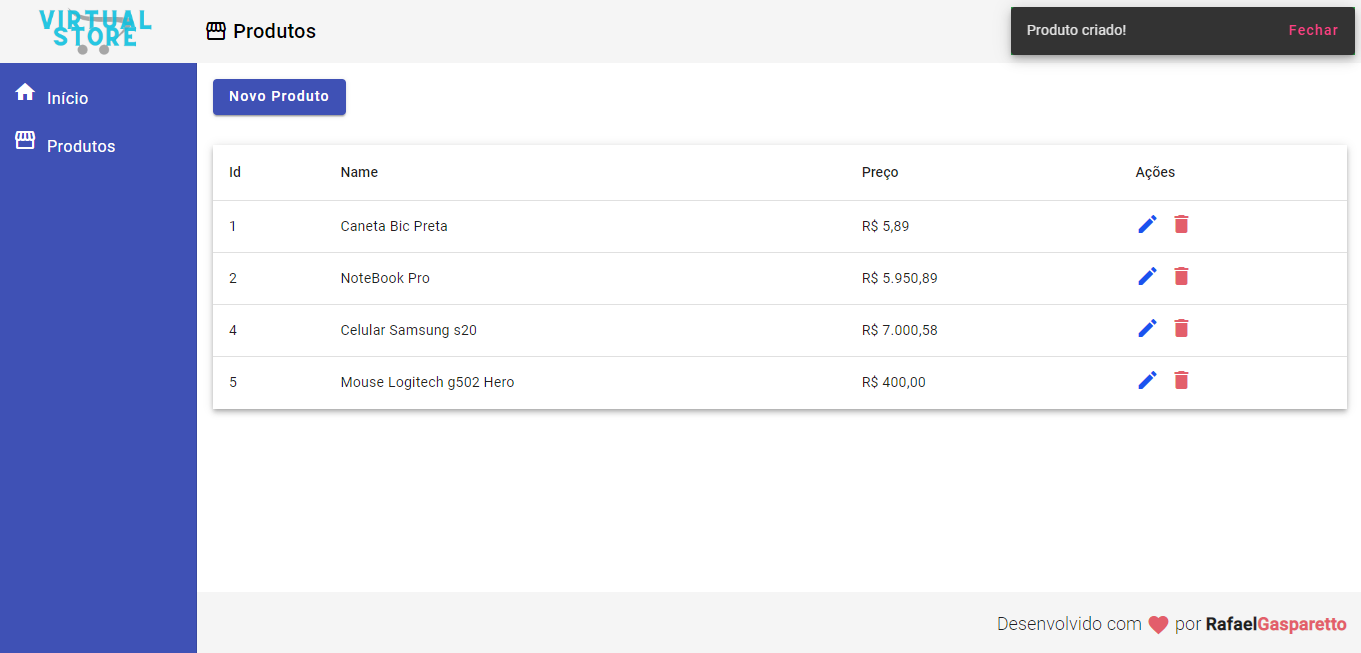 VIRTUAL
STORE
Produtos
Produto criado! Fechar
Início
Produtos
Novo Produto
Id Name Preço Ações
1 Caneta Bic Preta R$ 5,89
2 NoteBook Pro R$ 5.950,89
4 Celular Samsung s20 R$ 7.000,58
5 Mouse Logitech g502 Hero R$ 400,00
Desenvolvido com por RafaelGasparetto